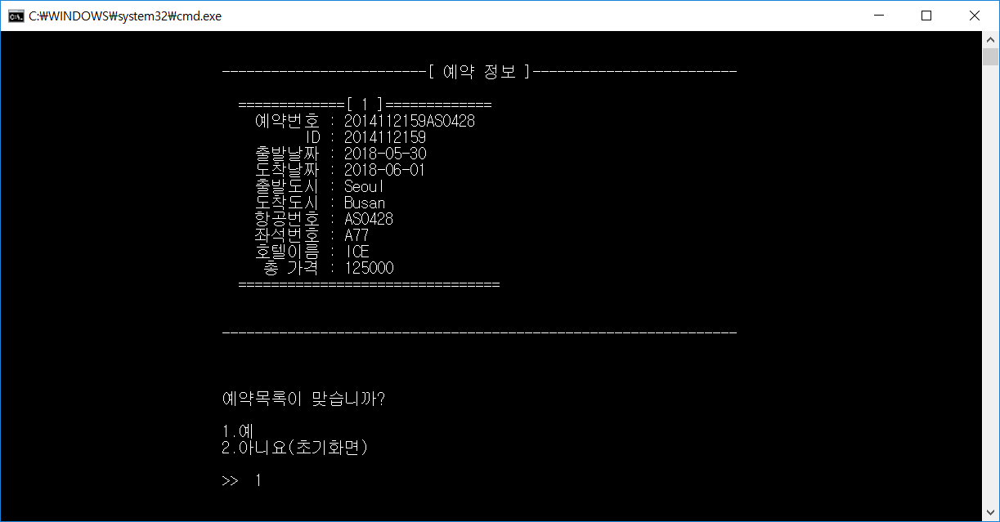 C:₩WINDOWS₩system32₩cmd.exe
-------------------------[ 예약 정보 ]-------------------------
=============[ 1 ]=============
예약번호 : 2014112159AS0428
ID : 2014112159
출발날짜 : 2018-05-30
도착날짜 : 2018-06-01
출발도시 : Seoul
도착도시 : Busan
항공번호 : AS0428
좌석번호 : A77
호텔이름 : ICE
총 가격 : 125000
================================
---------------------------------------------------------------
예약목록이 맞습니까?
1.예
2.아니요(초기화면)
>> 1